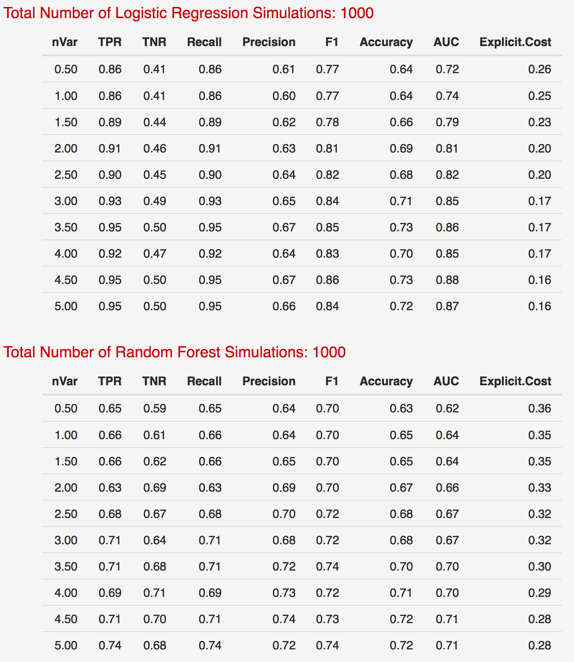 Total Number of Logistic Regression Simulations: 1000
nVar TPR TNR Recall Precision F1 Accuracy AUC Explicit.Cost
0.50 0.86 0.41 0.86 0.61 0.77 0.64 0.72 0.26
1.00 0.86 0.41 0.86 0.60 0.77 0.64 0.74 0.25
1.50 0.89 0.44 0.89 0.62 0.78 0.66 0.79 0.23
2.00 0.91 0.46 0.91 0.63 0.81 0.69 0.81 0.20
2.50 0.90 0.45 0.90 0.64 0.82 0.68 0.82 0.20
3.00 0.93 0.49 0.93 0.65 0.84 0.71 0.85 0.17
3.50 0.95 0.50 0.95 0.67 0.85 0.73 0.86 0.17
4.00 0.92 0.47 0.92 0.64 0.83 0.70 0.85 0.17
4.50 0.95 0.50 0.95 0.67 0.86 0.73 0.88 0.16
5.00 0.95 0.50 0.95 0.66 0.84 0.72 0.87 0.16
Total Number of Random Forest Simulations: 1000
nVar TPR TNR Recall Precision F1 Accuracy AUC Explicit.Cost
0.50 0.65 0.59 0.65 0.64 0.70 0.63 0.62 0.36
1.00 0.66 0.61 0.66 0.64 0.70 0.65 0.64 0.35
1.50 0.66 0.62 0.66 0.65 0.70 0.65 0.64 0.35
2.00 0.63 0.69 0.63 0.69 0.70 0.67 0.66 0.33
2.50 0.68 0.67 0.68 0.70 0.72 0.68 0.67 0.32
3.00 0.71 0.64 0.71 0.68 0.72 0.68 0.67 0.32
3.50 0.71 0.68 0.71 0.72 0.74 0.70 0.70 0.30
4.00 0.69 0.71 0.69 0.73 0.72 0.71 0.70 0.29
4.50 0.71 0.70 0.71 0.74 0.73 0.72 0.71 0.28
5.00 0.74 0.68 0.74 0.72 0.74 0.72 0.71 0.28